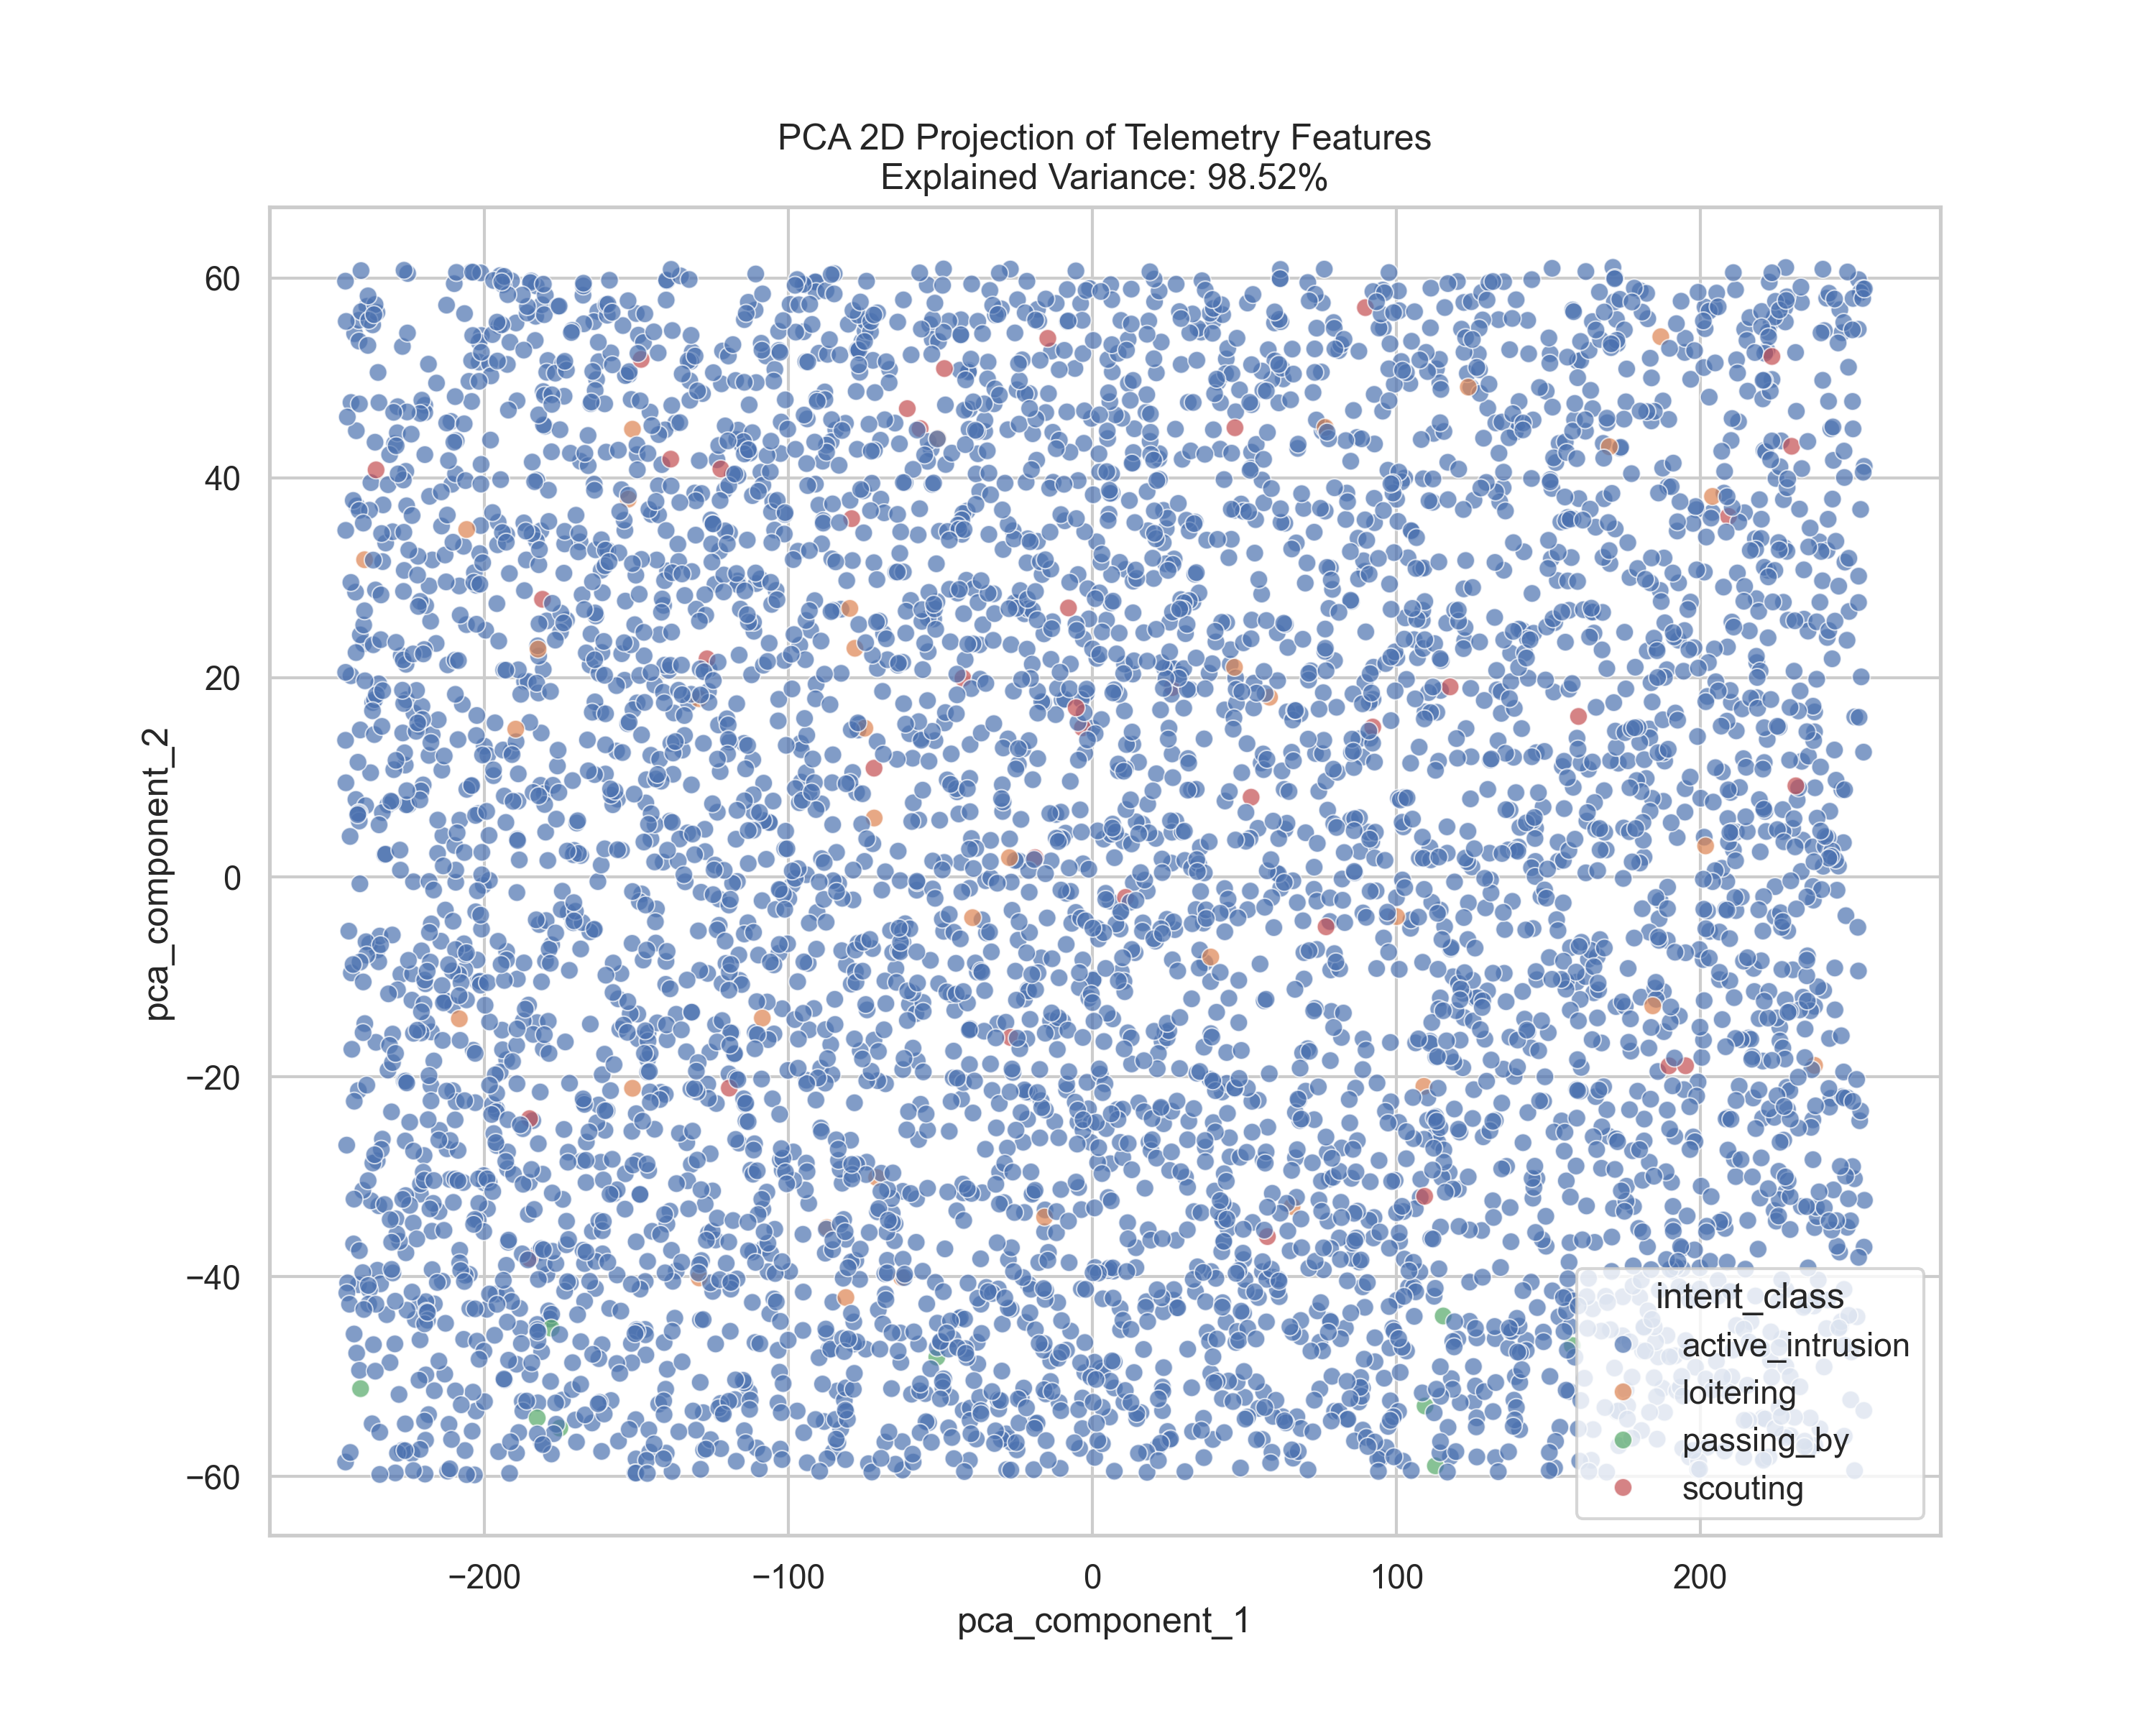 PCA 2D Projection of Telemetry Features
Explained Variance: 98.52%
60
40
20
0
−20
−40
−60
pca_component_2
−200
−100
0
100
200
pca_component_1
intent_class
active_intrusion
loitering
passing_by
scouting